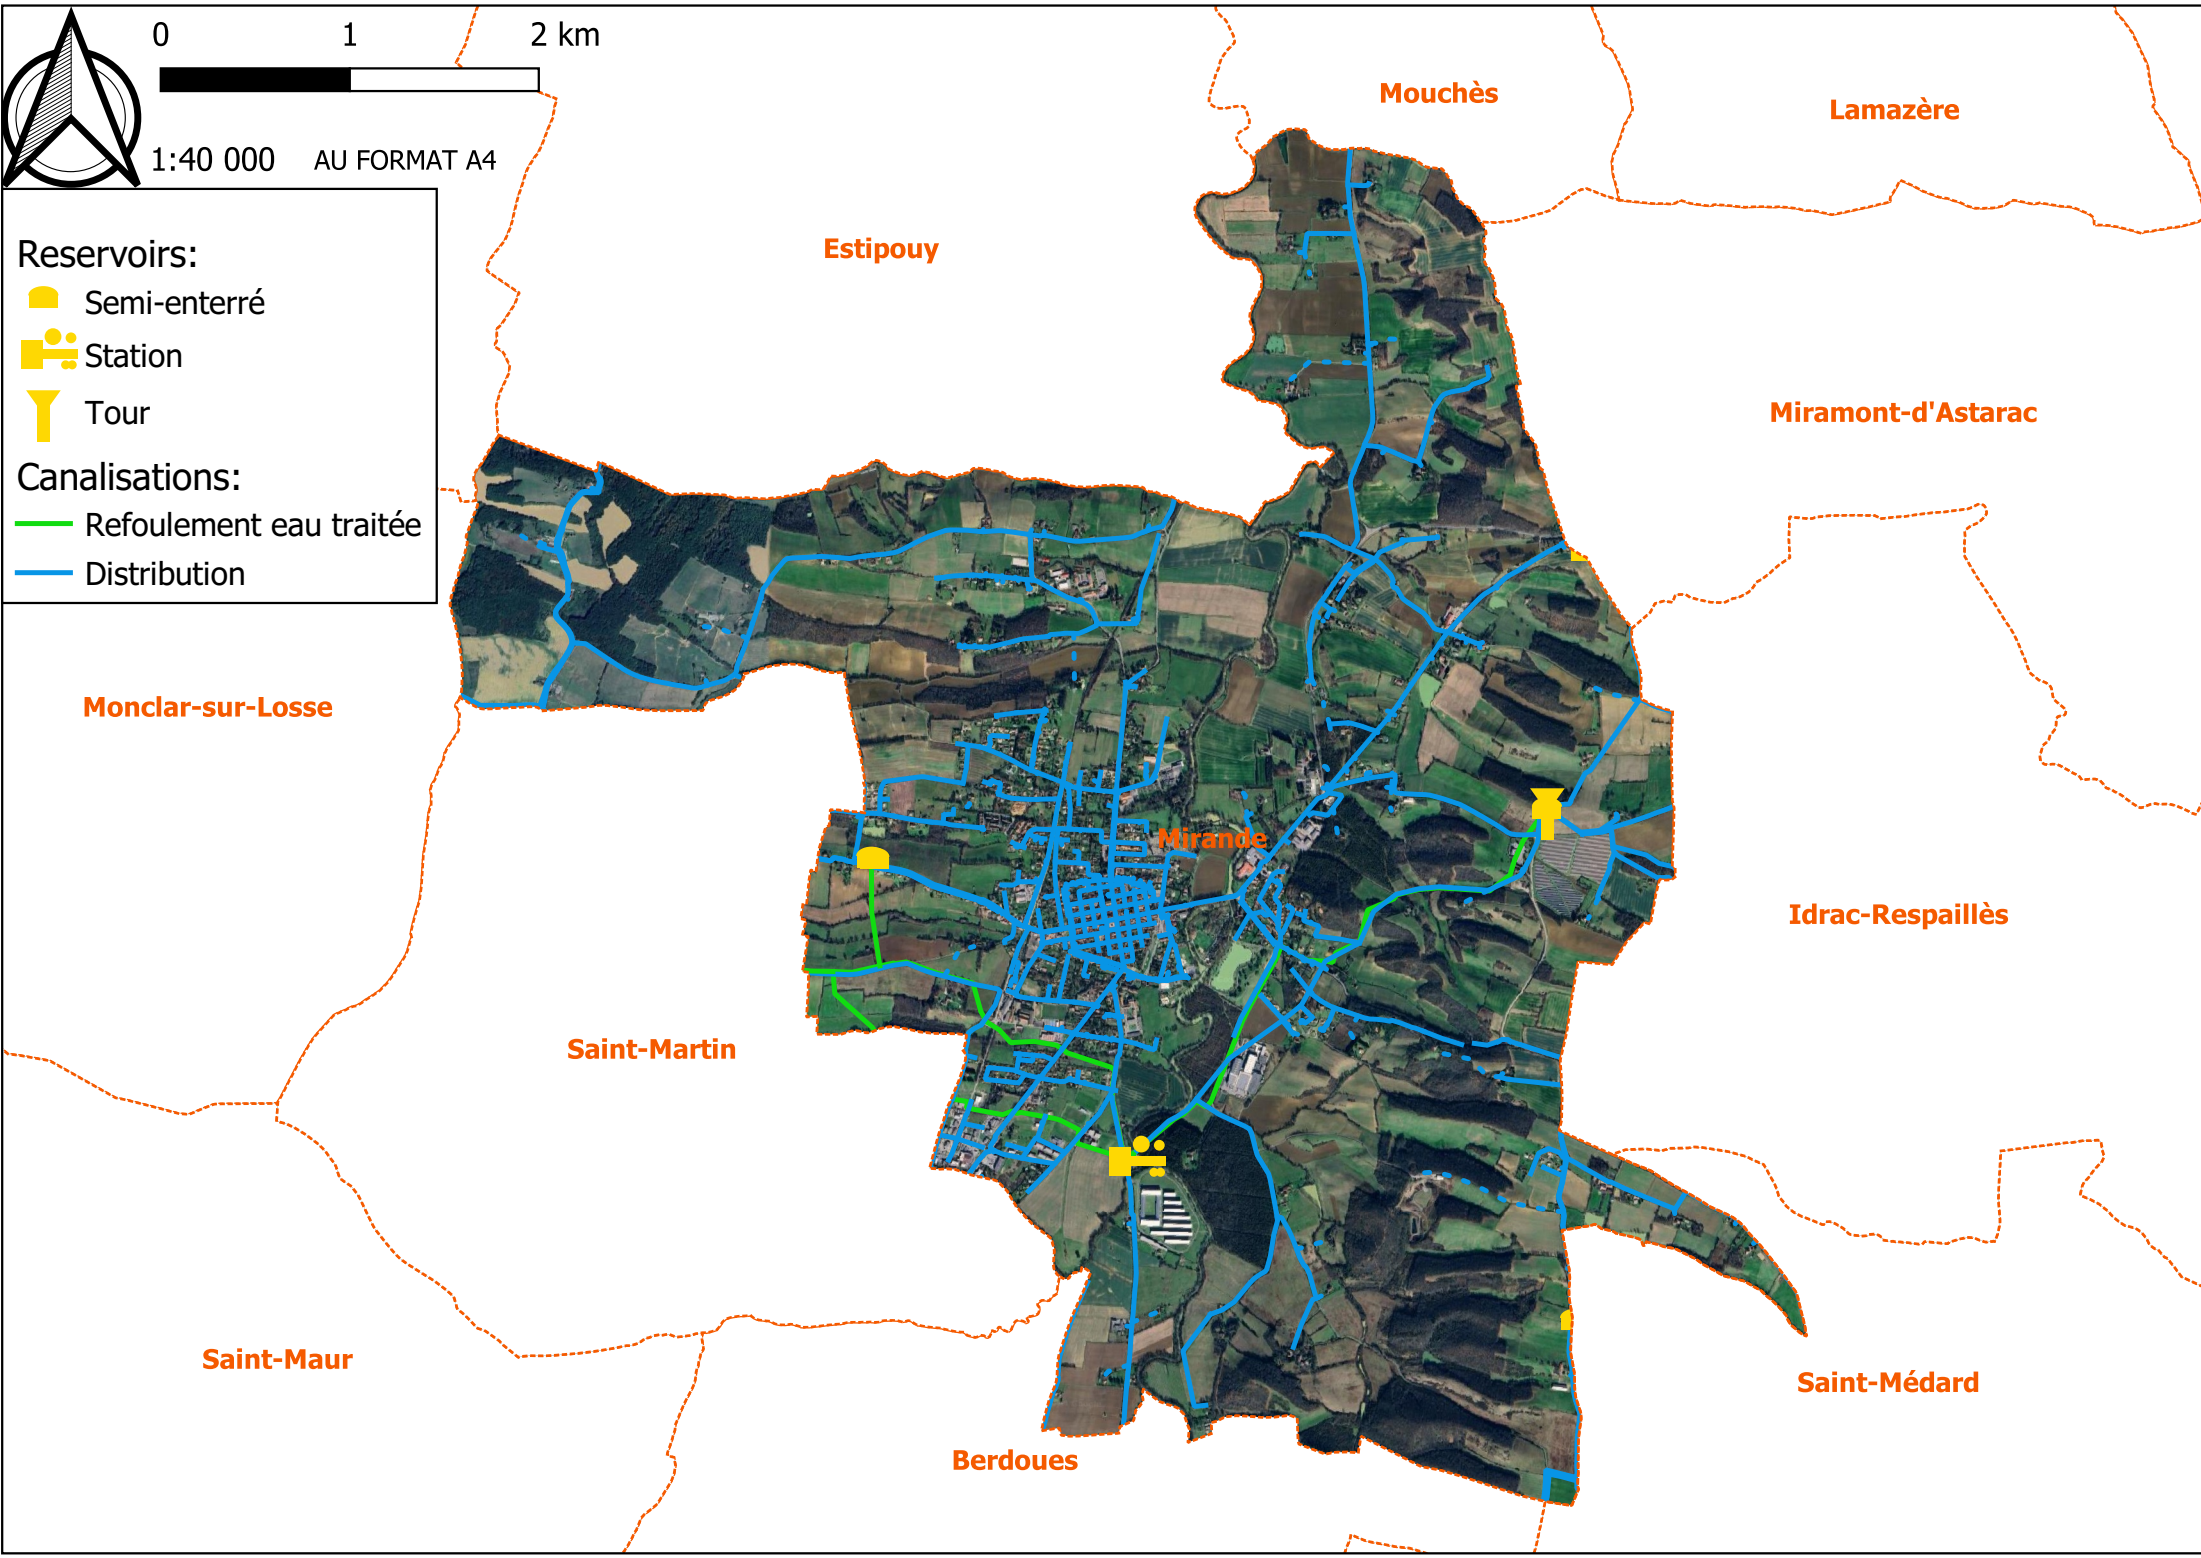 0 1 2 km
1:40 000 AU FORMAT A4
Reservoirs:
Semi-enterré
Station
Tour
Canalisations:
Refoulement eau traitée
Distribution
Mouchès
Lamazère
Estipouy
Miramont-d'Astarac
Monclar-sur-Losse
Mirande
Idrac-Respaillès
Saint-Martin
Saint-Maur
Saint-Médard
Berdoues